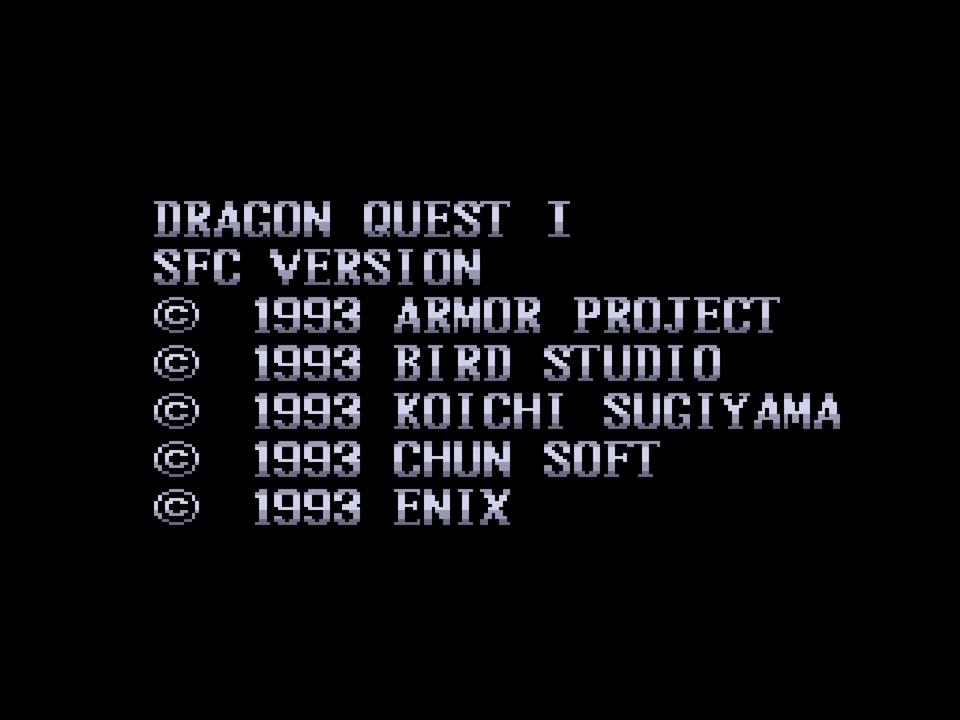 DRAGON QUEST I
SFC VERSION
© 1993 ARMOR PROJECT
© 1993 BIRD STUDIO
© 1993 KOICHI SUGIYAMA
© 1993 CHUN SOFT
© 1993 ENIX